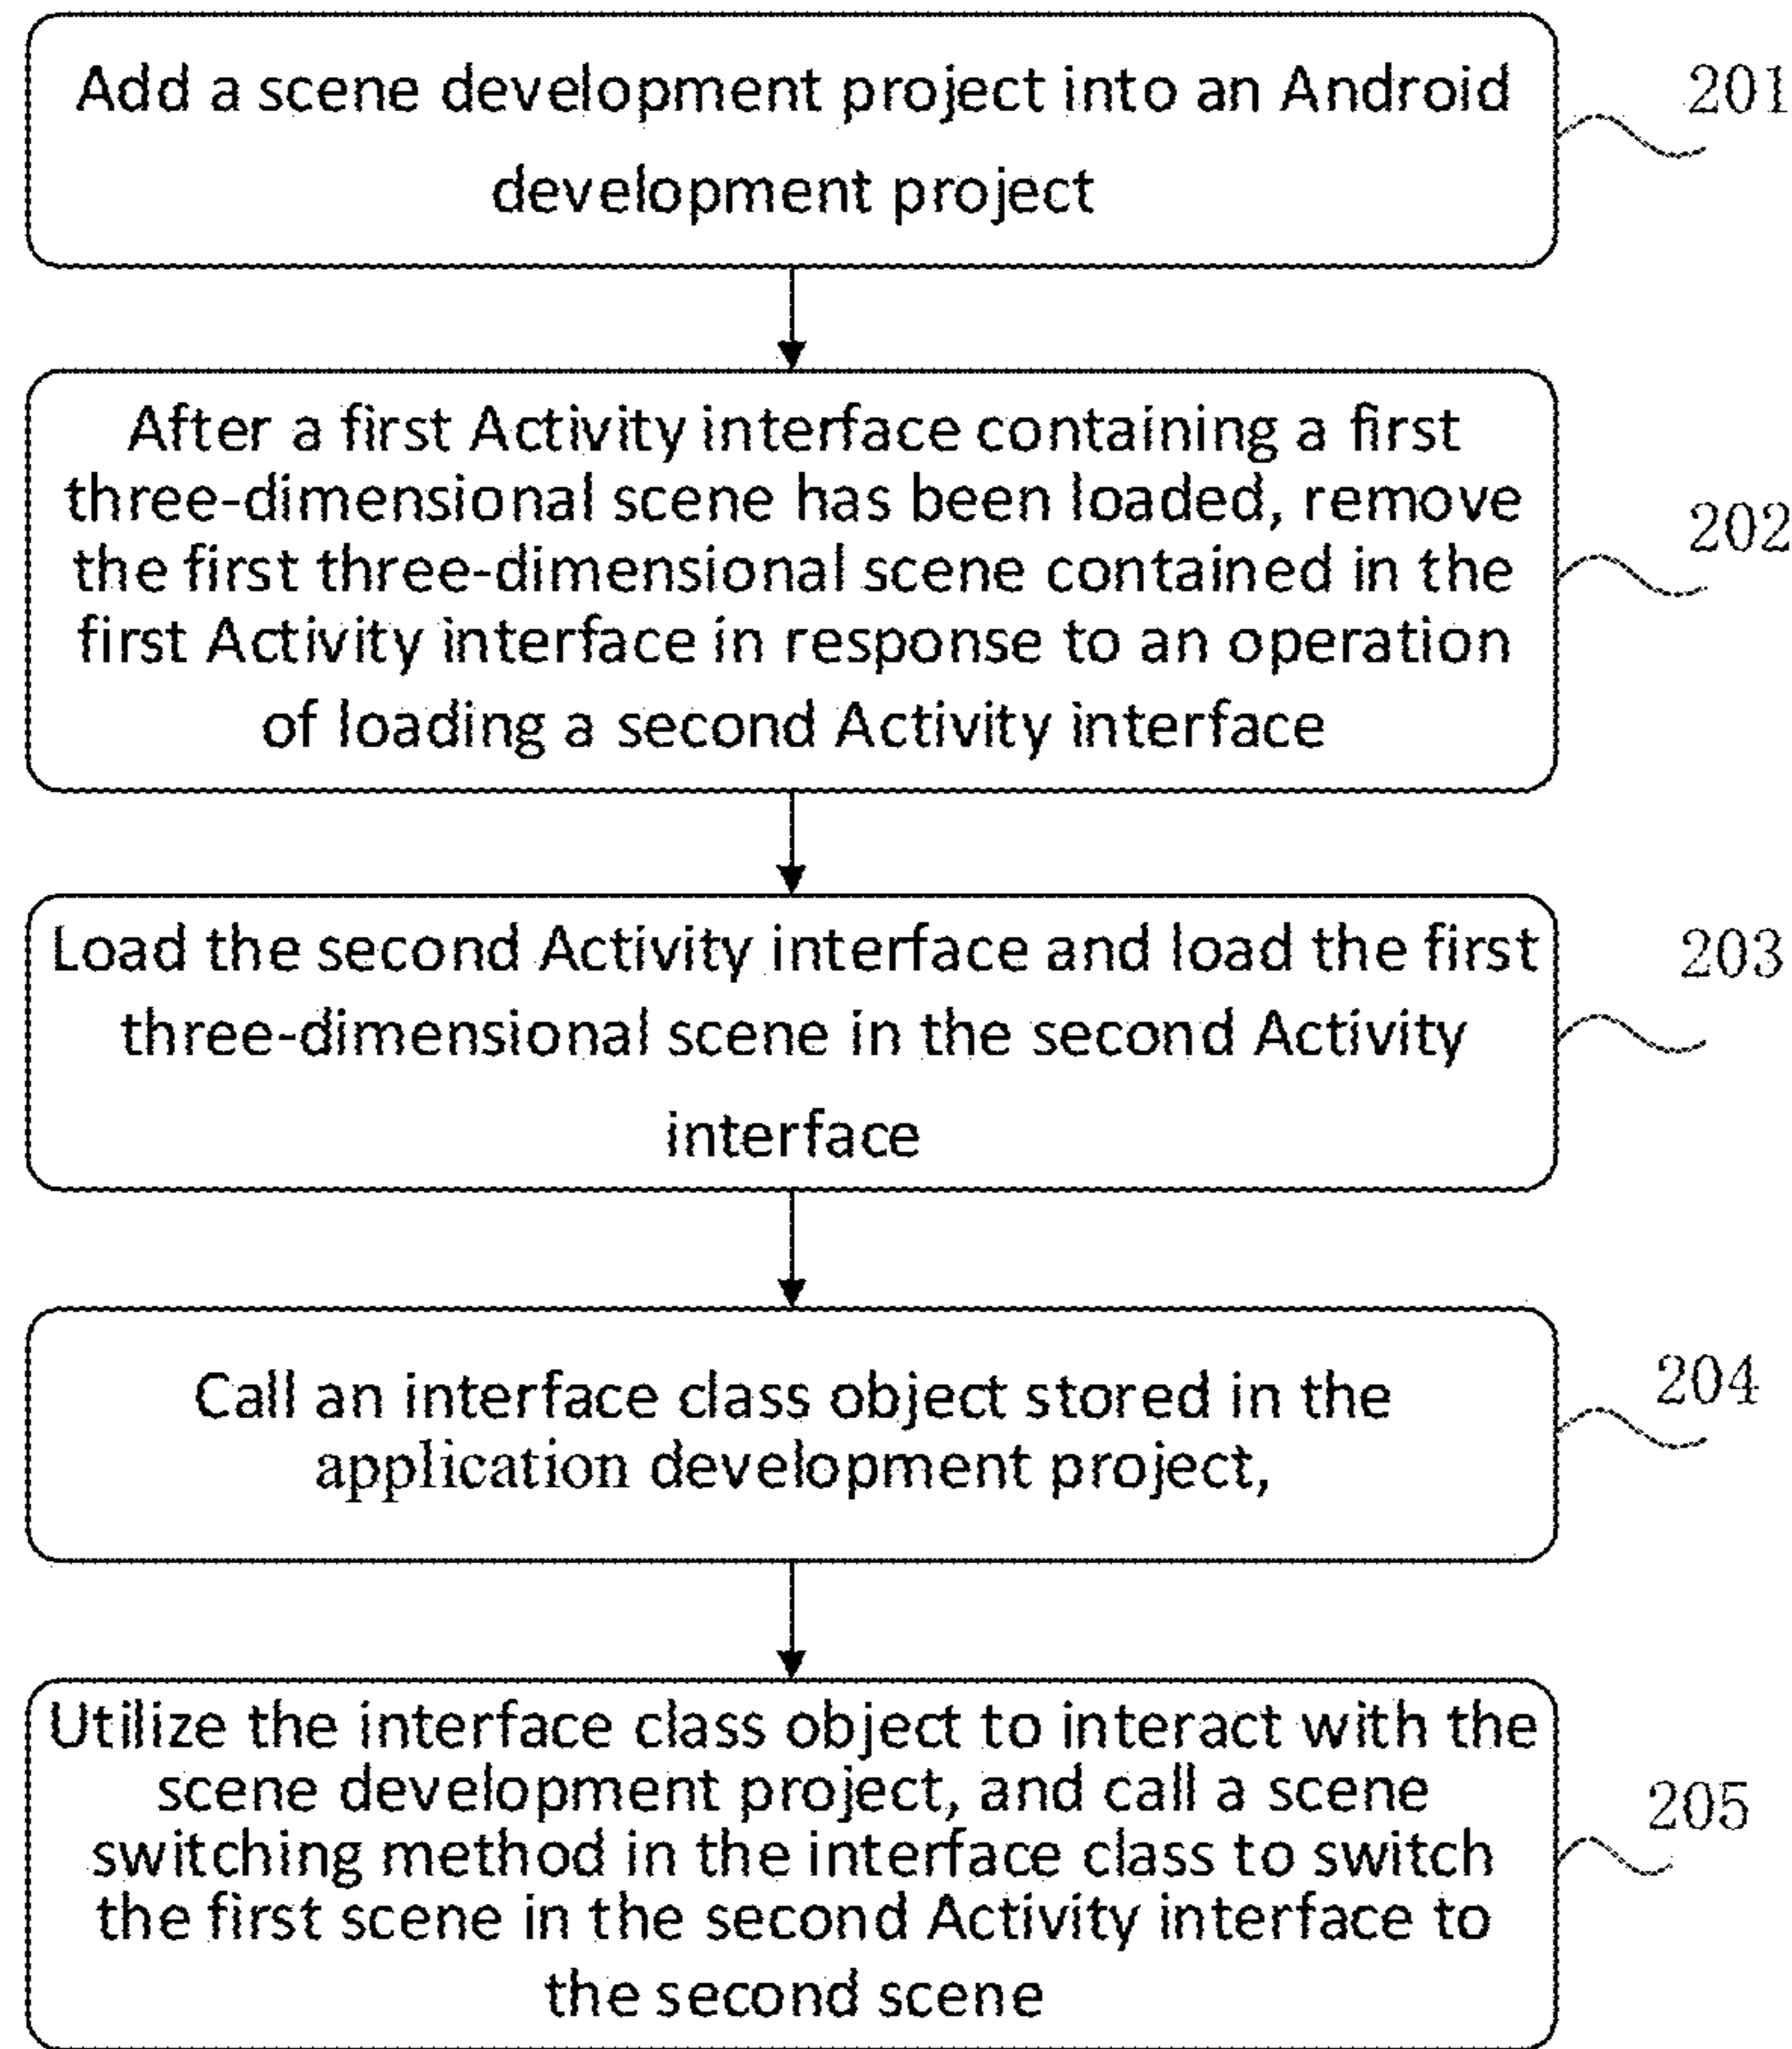 Add a scene development project into an Android
development project
201
After a first Activity interface containing a first
three-dimensional scene has been loaded, remove
the first three-dimensional scene contained in the
first Activity interface in response to an operation
of loading a second Activity interface
202
Load the second Activity interface and load the first
three-dimensional scene in the second Activity
interface
203
Call an interface class object stored in the
application development project,
204
Utilize the interface class object to interact with the
scene development project, and call a scene
switching method in the interface class to switch
the first scene in the second Activity interface to
the second scene
205